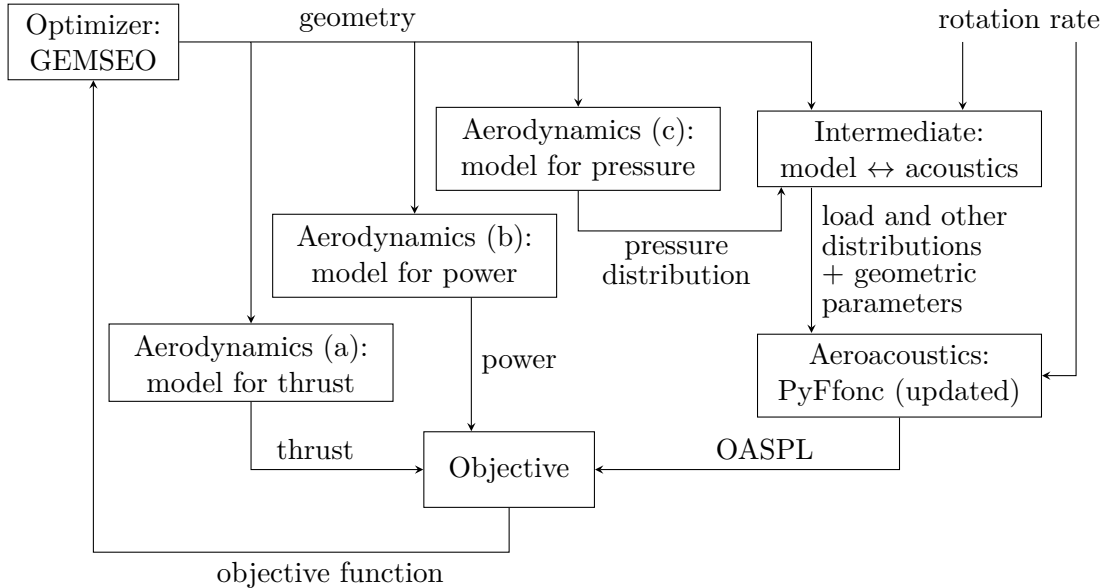 Optimizer:
GEMSEO
geometry
rotation rate
Aerodynamics (c):
model for pressure
Intermediate:
model ↔ acoustics
Aerodynamics (b):
model for power
pressure
distribution
load and other
distributions
+ geometric
parameters
Aerodynamics (a):
model for thrust
power
Aeroacoustics:
PyFfonc (updated)
thrust
Objective
OASPL
objective function